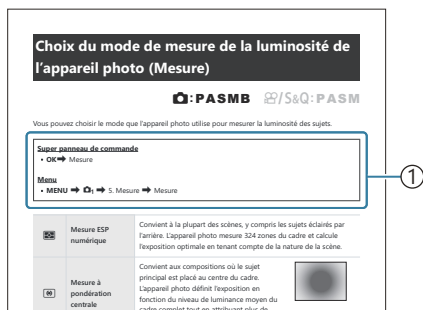 Choix du mode de mesure de la luminosité de
l'appareil photo (Mesure)
:PASMB /S&Q:PASM
Vous pouvez choisir le mode que l'appareil photo utilise pour mesurer la luminosité des sujets.
Super panneau de commande
• OK➡ Mesure
Menu
• MENU ➡ 1 ➡ 5. Mesure ➡ Mesure
①
Mesure ESP
numérique
Convient à la plupart des scènes, y compris les sujets éclairés par
l'arrière. L'appareil photo mesure 324 zones du cadre et calcule
l'exposition optimale en tenant compte de la nature de la scène.
Mesure à
pondération
centrale
Convient aux compositions où le sujet
principal est placé au centre du cadre.
L'appareil photo définit l'exposition en
fonction du niveau de luminance moyen du
cadre complet tout en attribuant plus de